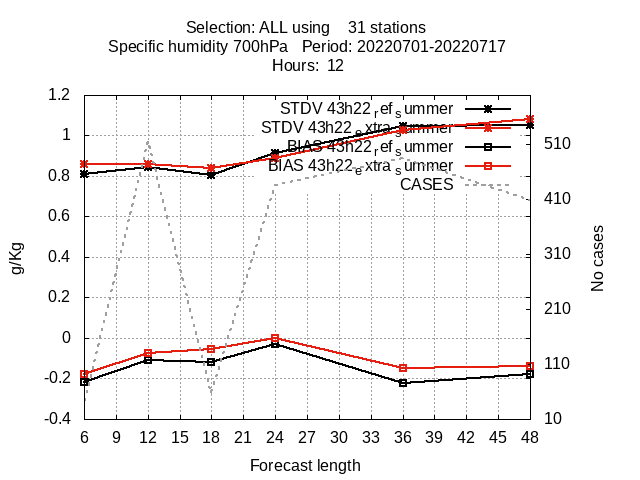 Selection: ALL using    31 stations
Specific humidity 700hPa   Period: 20220701-20220717
Hours:  12
1.2
1
0.8
0.6
0.4
0.2
0
-0.2
-0.4
g/Kg
STDV 43h22_ref_summer
STDV 43h22_extra_summer
BIAS 43h22_ref_summer
BIAS 43h22_extra_summer
CASES
510
410
310
210
110
10
No cases
6 9 12 15 18 21 24 27 30 33 36 39 42 45 48
Forecast length